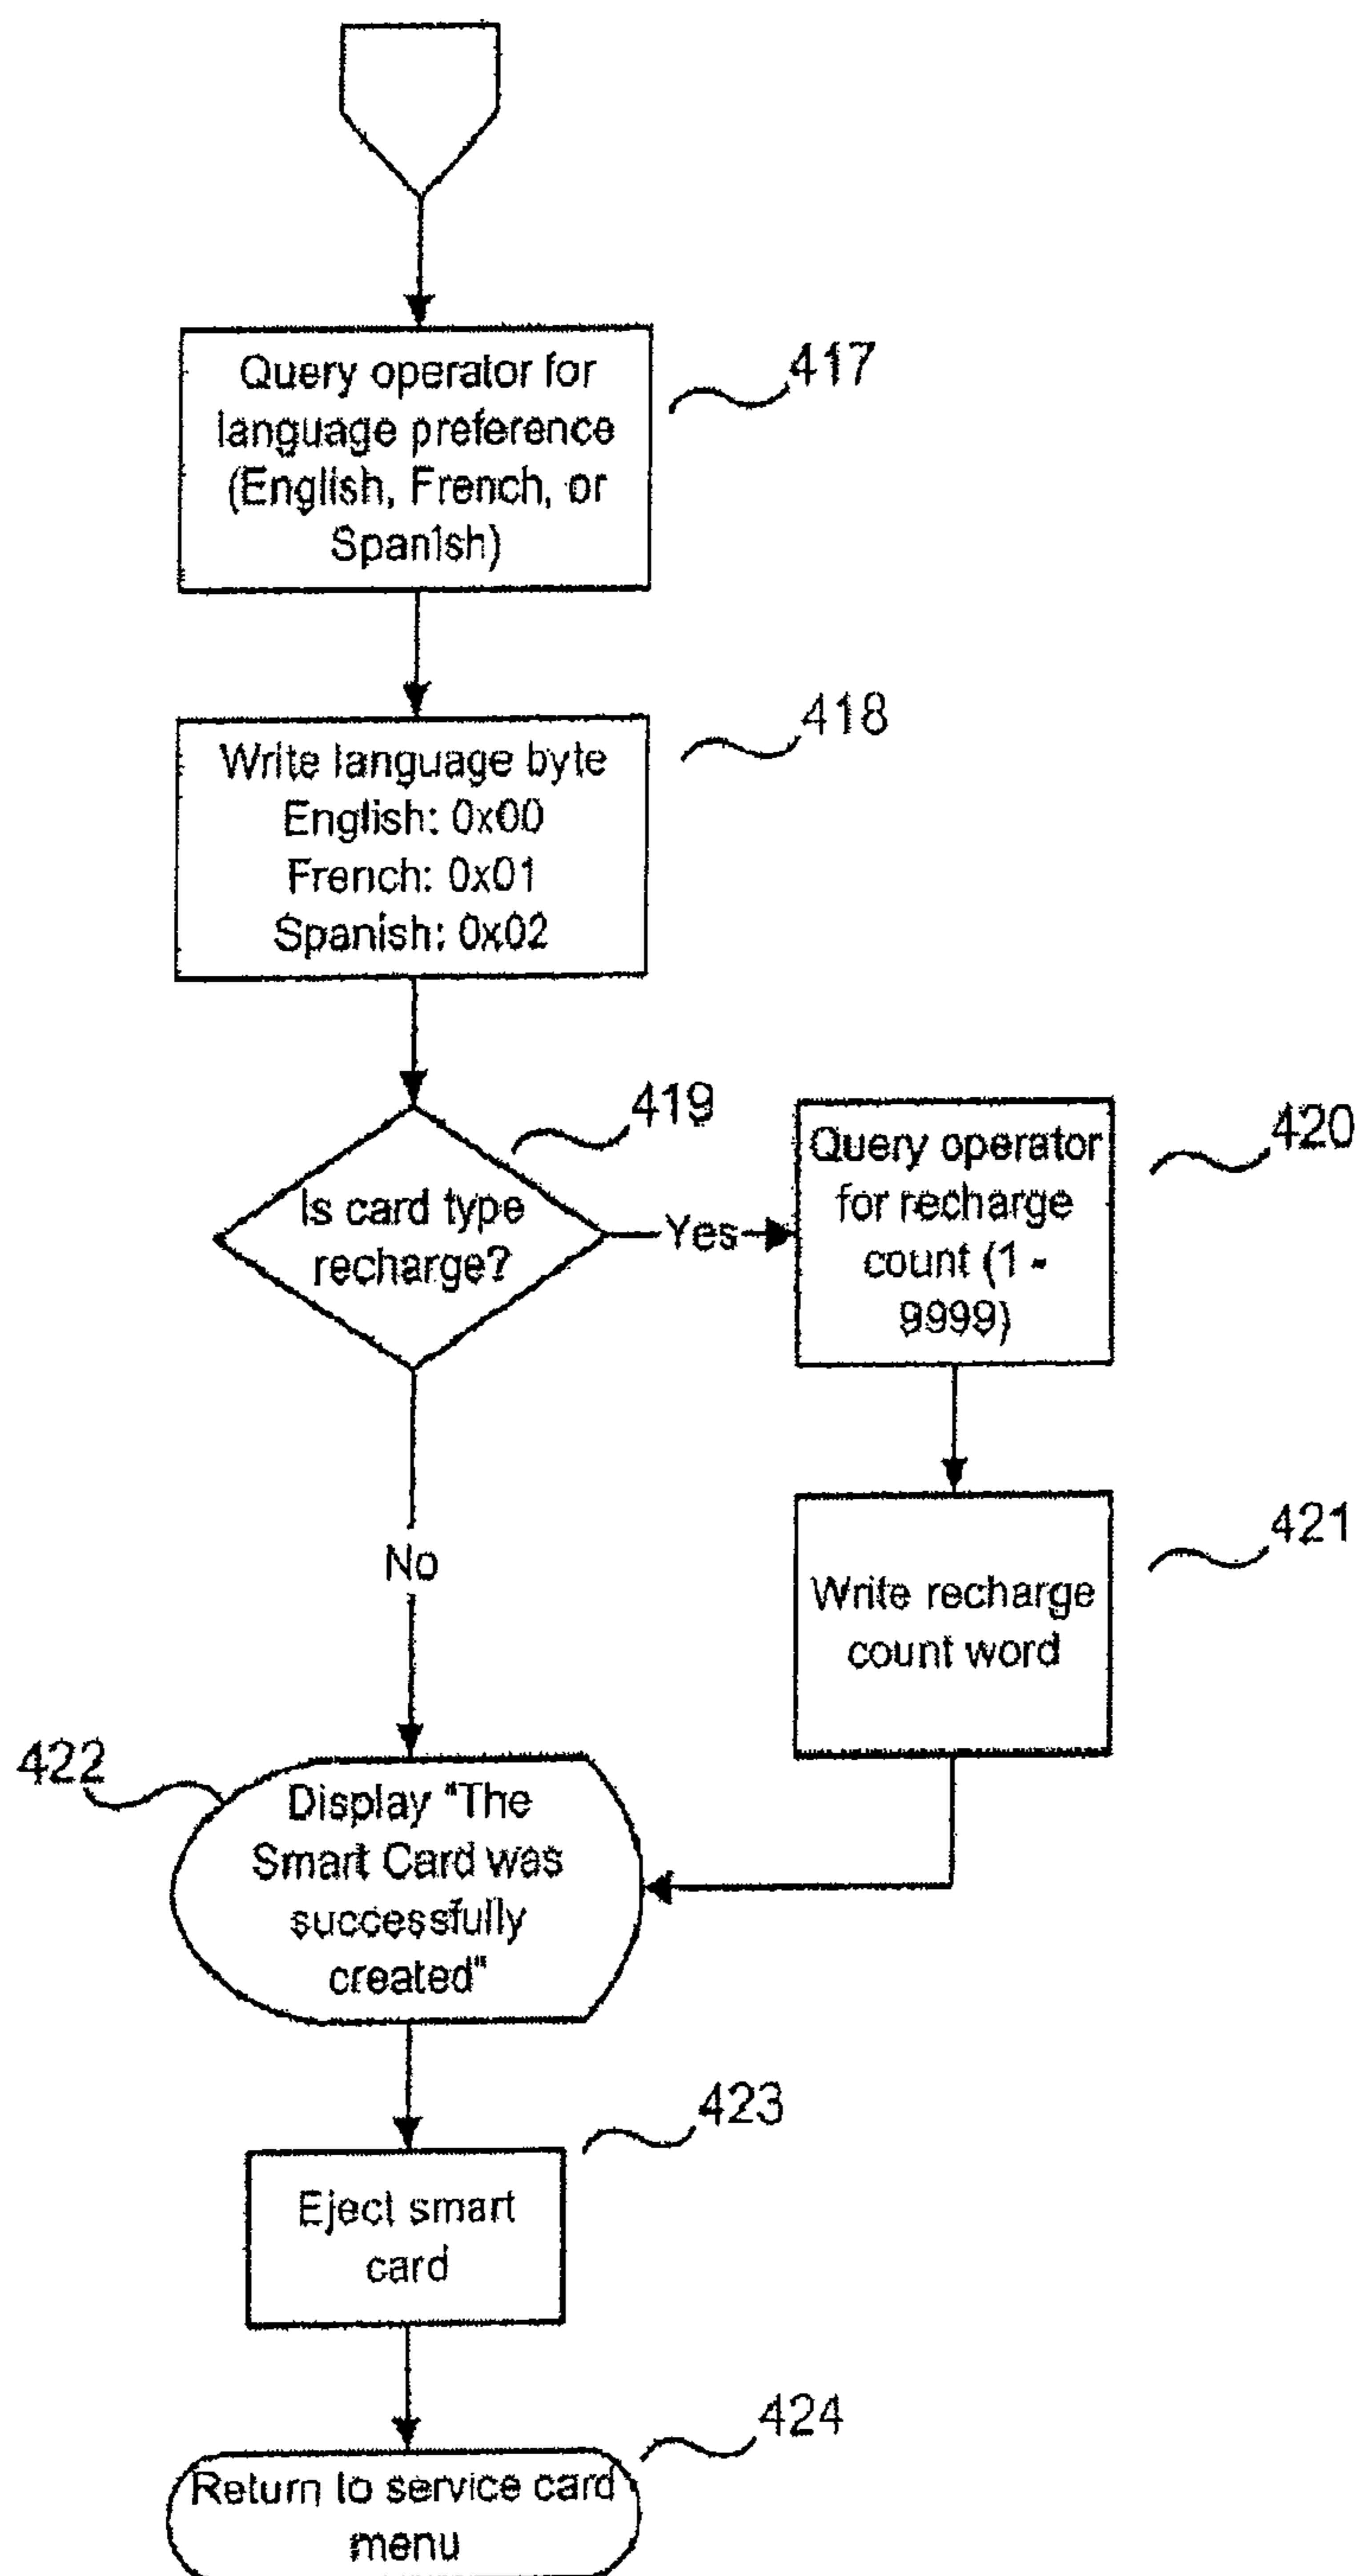 Query operator for
language preference
(English, French, or
Spanish)
417
Write language byte
English: 0x00
French: 0x01
Spanish: 0x02
418
Is card type
recharge?
419
Yes
Query operator
for recharge
count (1 -
9999)
420
Write recharge
count word
421
No
Display "The
Smart Card was
successfully
created"
422
Eject smart
card
423
Return to service card
menu
424